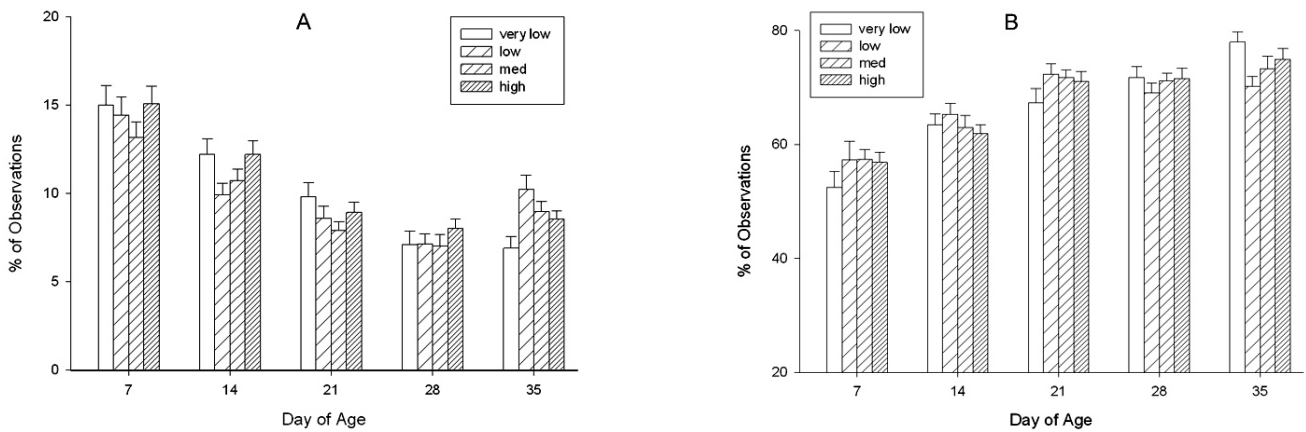 A
20
15
10
5
0
% of Observations
very low
low
med
high
7 14 21 28 35
Day of Age
B
80
60
40
20
% of Observations
very low
low
med
high
7 14 21 28 35
Day of Age